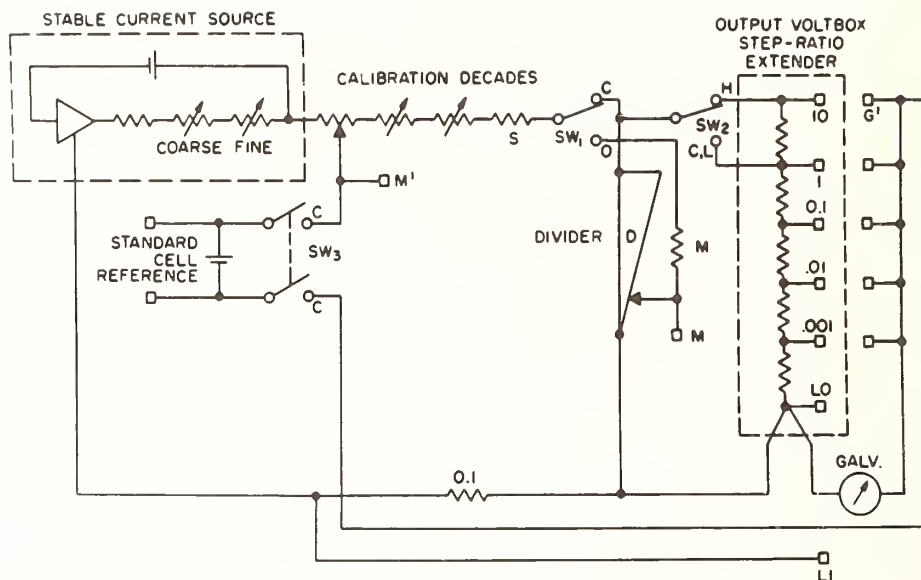 STABLE CURRENT SOURCE
OUTPUT VOLTBOX
STEP-RATIO
EXTENDER
CALIBRATION DECADES
COARSE FINE
S
C
SW1
O
H
SW2
C,L
10
G'
1
0.1
.01
.001
LO
M'
C
STANDARD
CELL
REFERENCE
SW3
C
DIVIDER
D
M
M
GALV.
0.1
L1